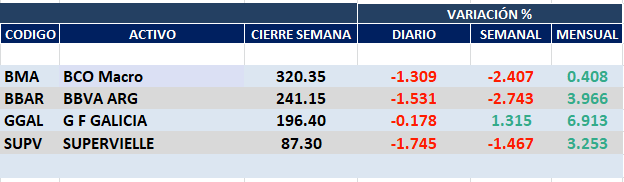 VARIACIÓN %
CODIGO ACTIVO CIERRE SEMANA DIARIO SEMANAL MENSUAL
BMA BCO Macro 320.35 -1.309 -2.407 0.408
BBAR BBVA ARG 241.15 -1.531 -2.743 3.966
GGAL G F GALICIA 196.40 -0.178 1.315 6.913
SUPV SUPERVIELLE 87.30 -1.745 -1.467 3.253